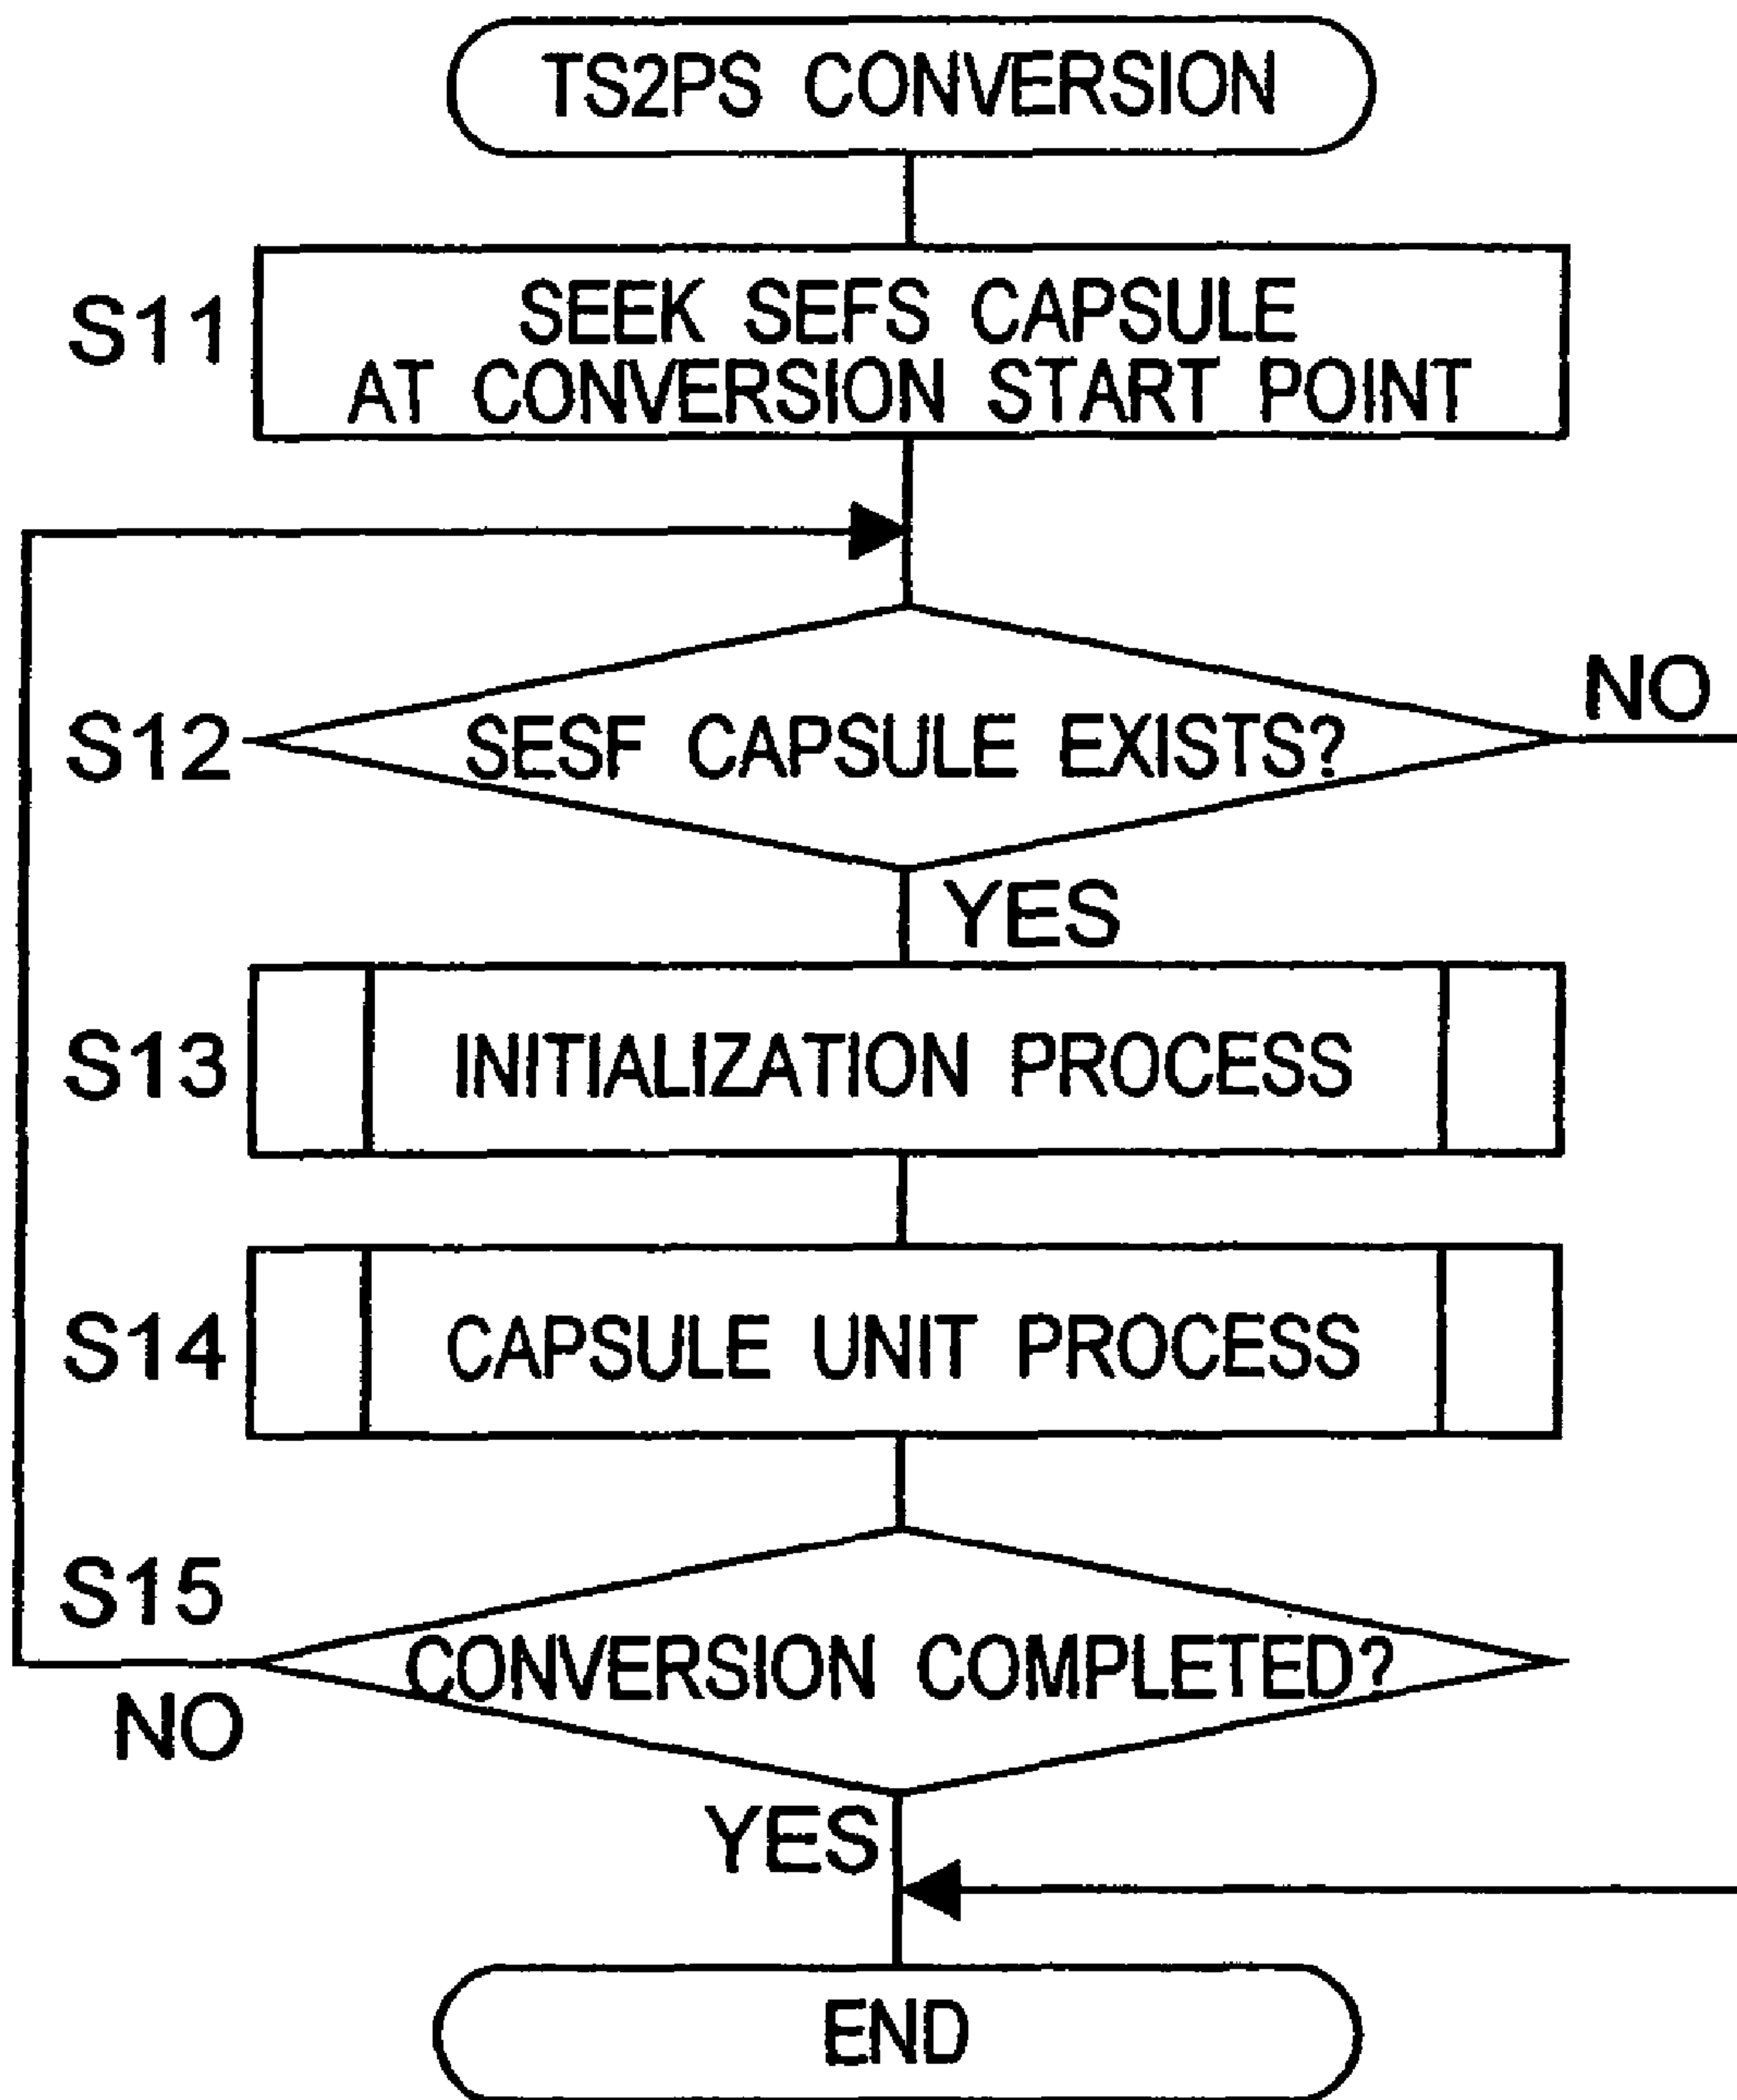 TS2PS CONVERSION
S11
SEEK SEFS CAPSULE
AT CONVERSION START POINT
S12
SESF CAPSULE EXISTS?
NO
YES
S13
INITIALIZATION PROCESS
S14
CAPSULE UNIT PROCESS
S15
CONVERSION COMPLETED?
NO
YES
END